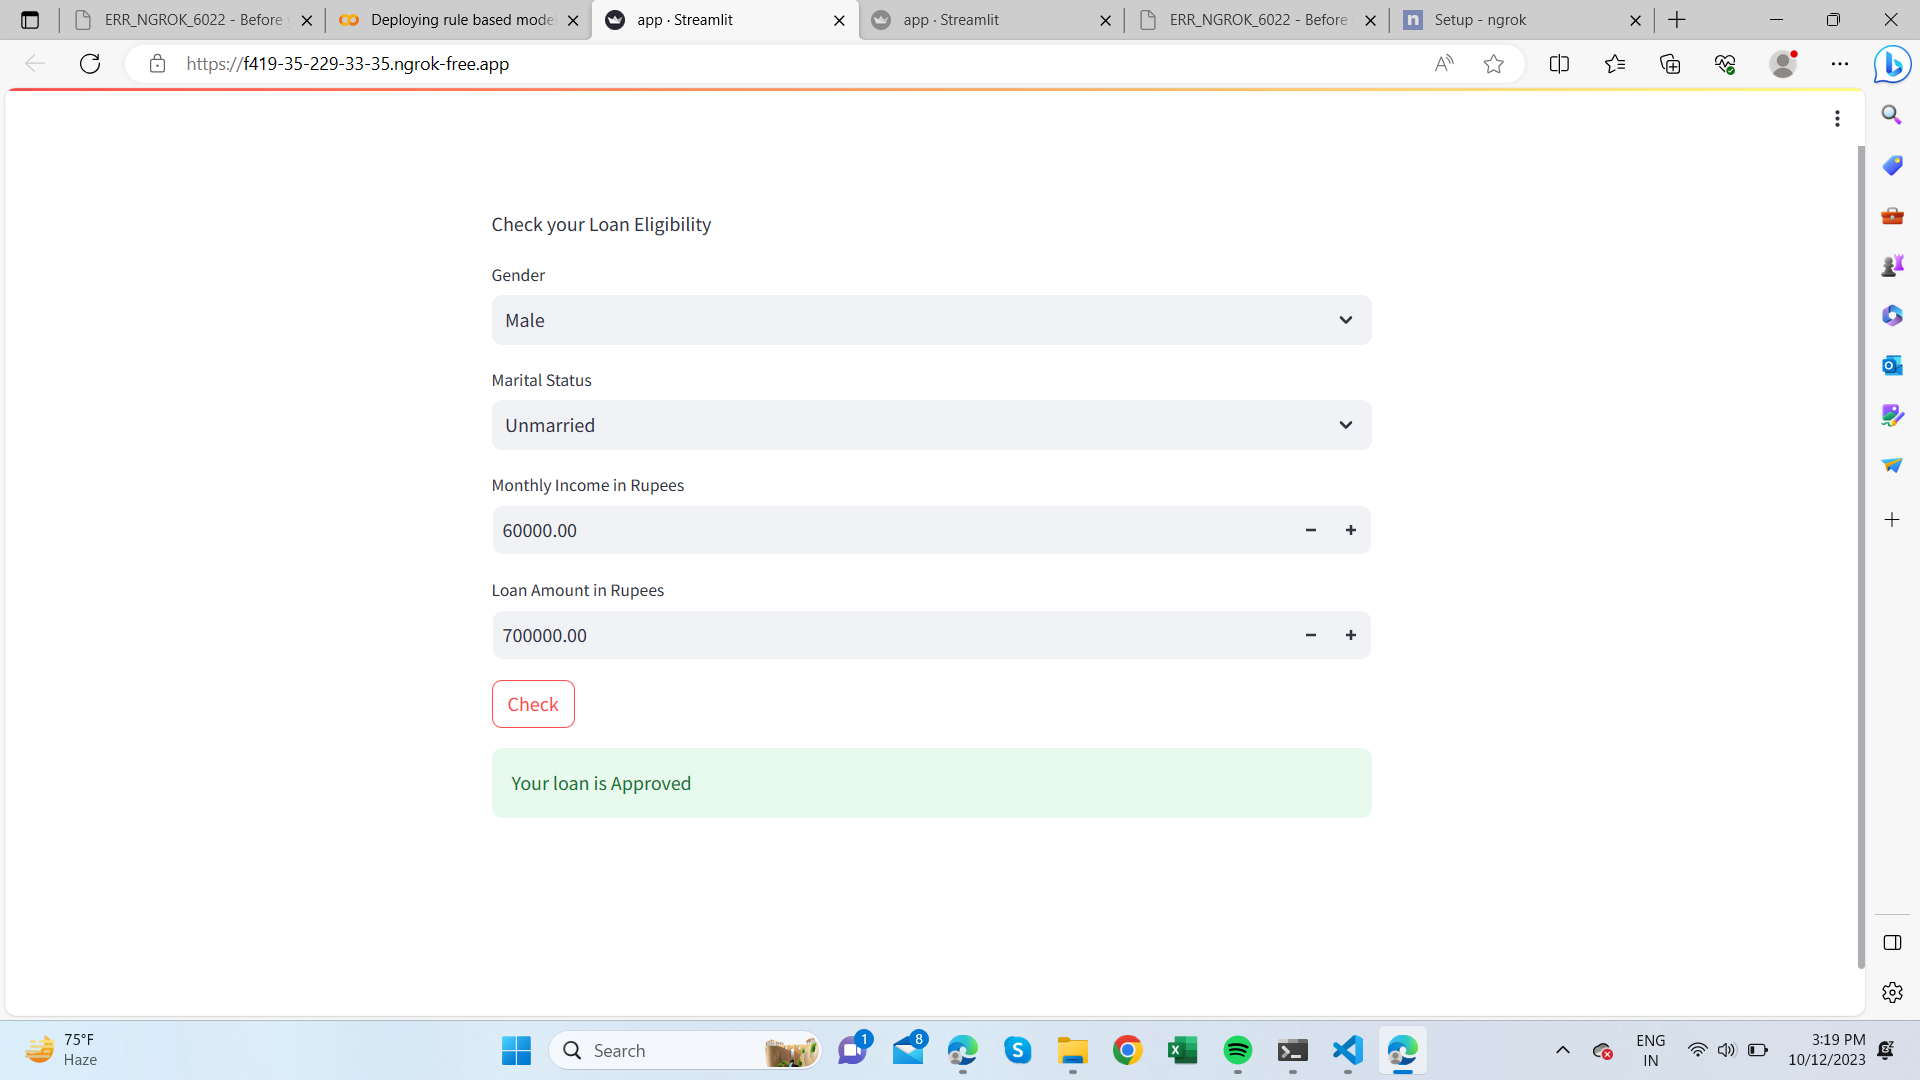 ERR_NGROK_6022 - Before
Deploying rule based mode
app · Streamlit
app · Streamlit
ERR_NGROK_6022 - Before
Setup - ngrok
https://f419-35-229-33-35.ngrok-free.app
Check your Loan Eligibility
Gender
Male
Marital Status
Unmarried
Monthly Income in Rupees
60000.00
Loan Amount in Rupees
700000.00
Check
Your loan is Approved
75°F
Haze
Search
1
8
ENG
IN
3:19 PM
10/12/2023